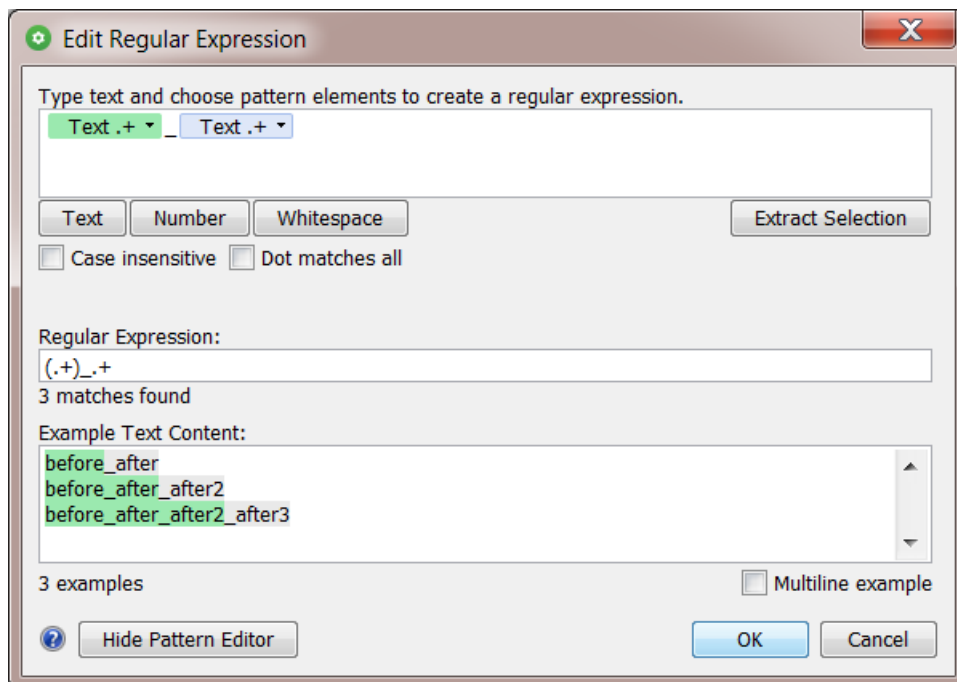 Edit Regular Expression
X
Type text and choose pattern elements to create a regular expression.
Text .+ _ Text .+
Text Number Whitespace Extract Selection
Case insensitive Dot matches all
Regular Expression:
(.+)_.+
3 matches found
Example Text Content:
before_after
before_after_after2
before_after_after2_after3
3 examples Multiline example
? Hide Pattern Editor OK Cancel